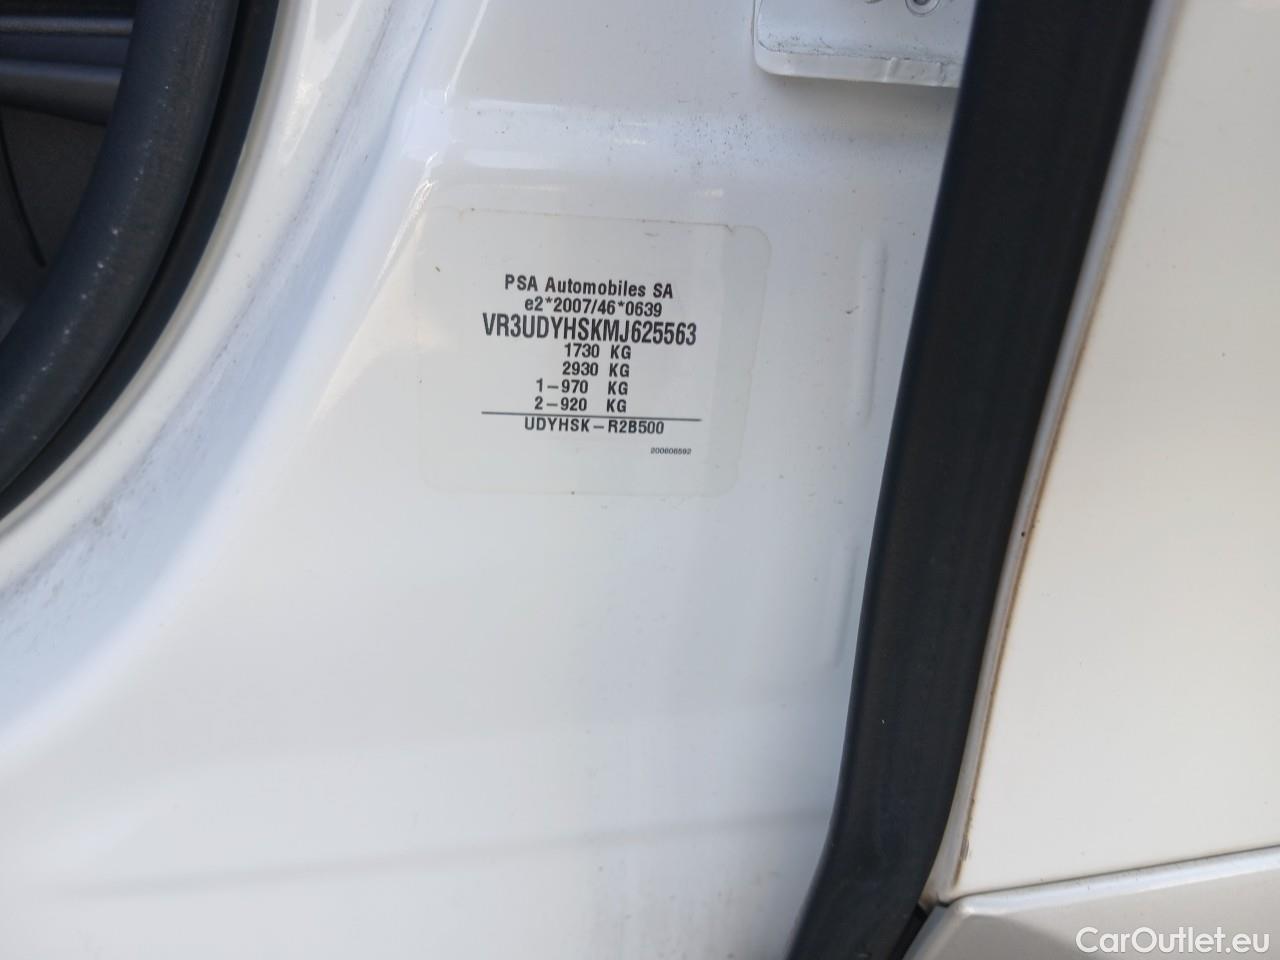 PSA Automobiles SA
e2*2007/46*0639
VR3UDYHSKMJ625563
1730 KG
2930 KG
1-970 KG
2-920 KG
UDYHSK-R2B500
200606592
CarOutlet.eu